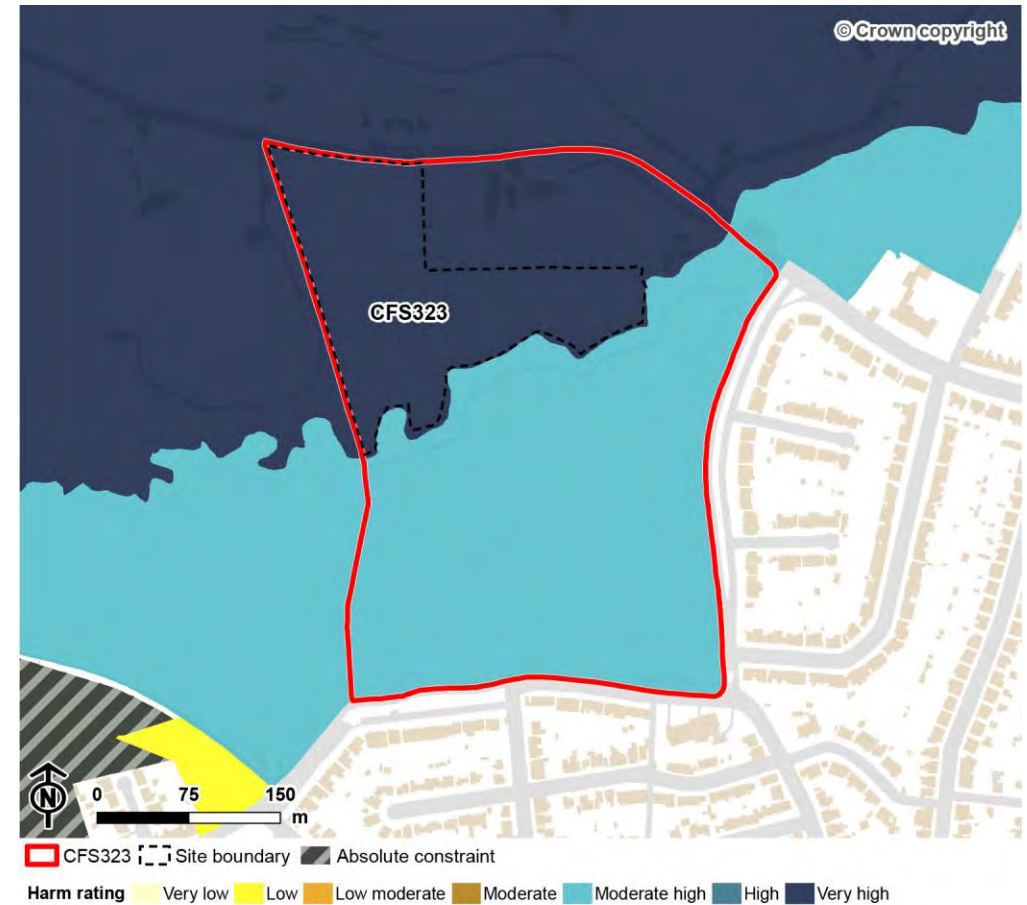 © Crown copyright
CFS323
N
0 75 150
m
CFS323 Site boundary Absolute constraint
Harm rating Very low Low Low moderate Moderate Moderate high High Very high